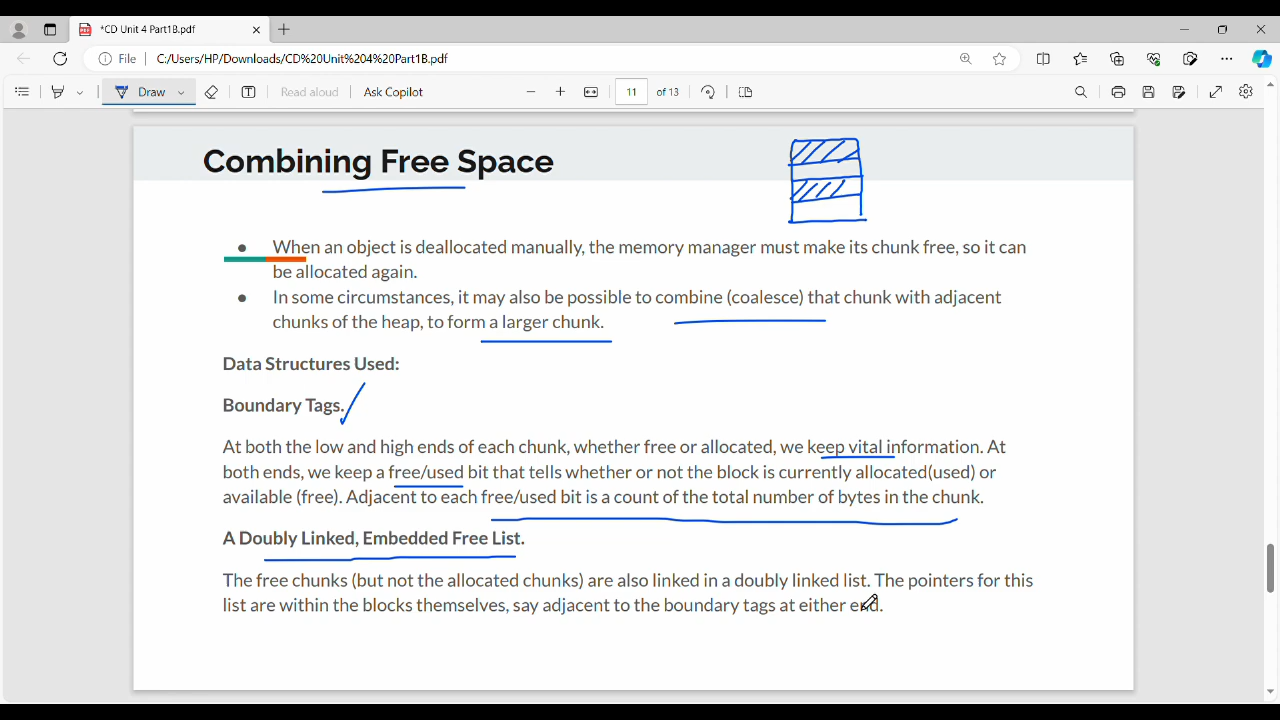 *CD Unit 4 Part1B.pdf
File C:/Users/HP/Downloads/CD%20Unit%204%20Part1B.pdf
Draw Read aloud Ask Copilot 11 of 13
Combining Free Space
● When an object is deallocated manually, the memory manager must make its chunk free, so it can
be allocated again.
● In some circumstances, it may also be possible to combine (coalesce) that chunk with adjacent
chunks of the heap, to form a larger chunk.
Data Structures Used:
Boundary Tags.
At both the low and high ends of each chunk, whether free or allocated, we keep vital information. At
both ends, we keep a free/used bit that tells whether or not the block is currently allocated(used) or
available (free). Adjacent to each free/used bit is a count of the total number of bytes in the chunk.
A Doubly Linked, Embedded Free List.
The free chunks (but not the allocated chunks) are also linked in a doubly linked list. The pointers for this
list are within the blocks themselves, say adjacent to the boundary tags at either end.